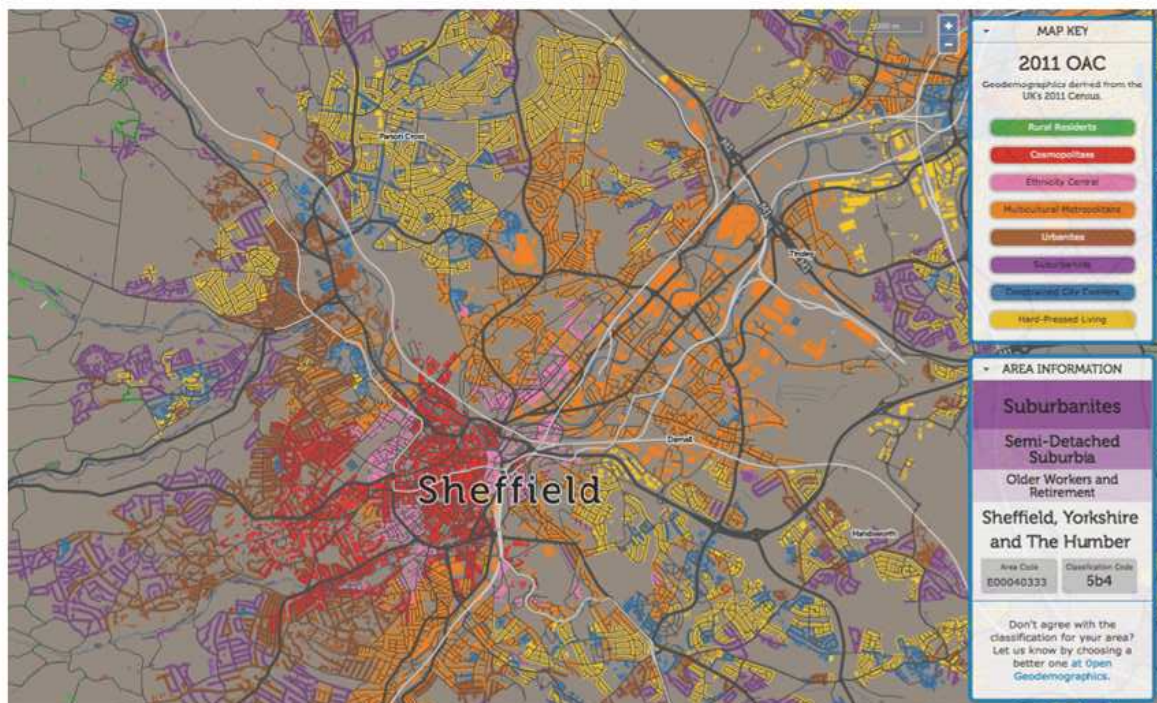 MAP KEY
2011 OAC
Geodemographics derived from the
UK's 2011 Census.
Rural Residents
Cosmopolitans
Ethnicity Central
Multicultural Metropolitans
Urbanites
Suburbanites
Constrained City Dwellers
Hard-Pressed Living
AREA INFORMATION
Suburbanites
Semi-Detached
Suburbia
Older Workers and
Retirement
Sheffield, Yorkshire
and The Humber
Area Code
E00040333
Classification Code
5b4
Don't agree with the
classification for your area?
Let us know by choosing a
better one at Open
Geodemographics.
Parson Cross
M1
M1
Tinsley
Darnall
Sheffield
Handsworth